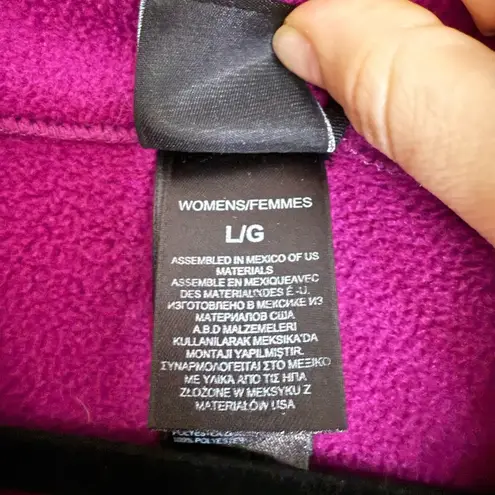 WOMENS/FEMMES
L/G
ASSEMBLED IN MEXICO OF US
MATERIALS
ASSEMBLE EN MEXIQUEAVEC
DES MATERIAUXDES É.-U.
ИЗГОТОВЛЕНО В МЕКСИКЕ ИЗ
МАТЕРИАЛОВ США
A.B.D MALZEMELERI
KULLANILARAK MEKSIKA'DA
MONTAJI YAPILMIŞTIR.
ΣΥΝΑΡΜΟΛΟΓΕΙΤΑΙ ΣΤΟ ΜΕΞΙΚΟ
ΜΕ ΥΛΙΚΑ ΑΠΟ ΤΙΣ ΗΠΑ
ZŁOŻONE W MEKSYKU Z
MATERIAŁÓW USA
100% POLYESTER